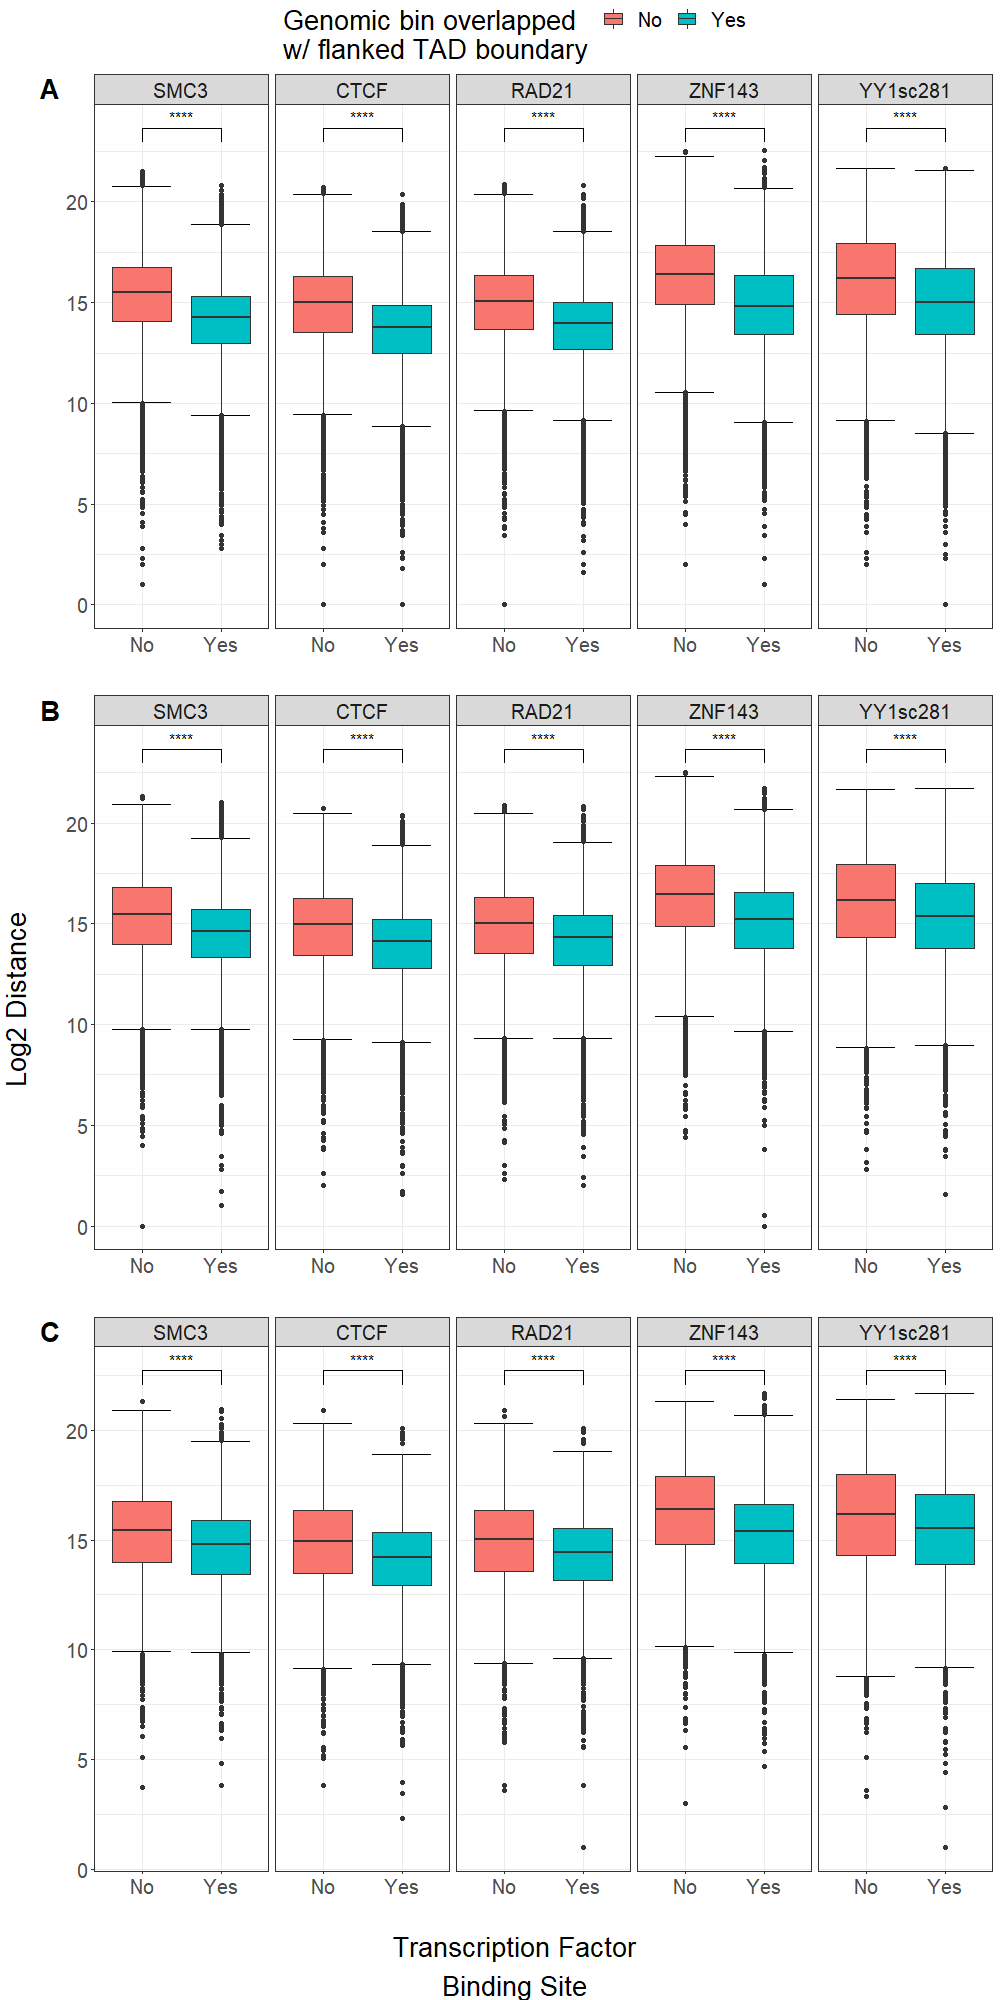 Genomic bin overlapped
w/ flanked TAD boundary
No Yes
A
SMC3 CTCF RAD21 ZNF143 YY1sc281
**** **** **** **** ****
20
15
10
5
0
No Yes No Yes No Yes No Yes No Yes
B
SMC3 CTCF RAD21 ZNF143 YY1sc281
**** **** **** **** ****
20
15
10
5
0
No Yes No Yes No Yes No Yes No Yes
Log2 Distance
C
SMC3 CTCF RAD21 ZNF143 YY1sc281
**** **** **** **** ****
20
15
10
5
0
No Yes No Yes No Yes No Yes No Yes
Transcription Factor
Binding Site